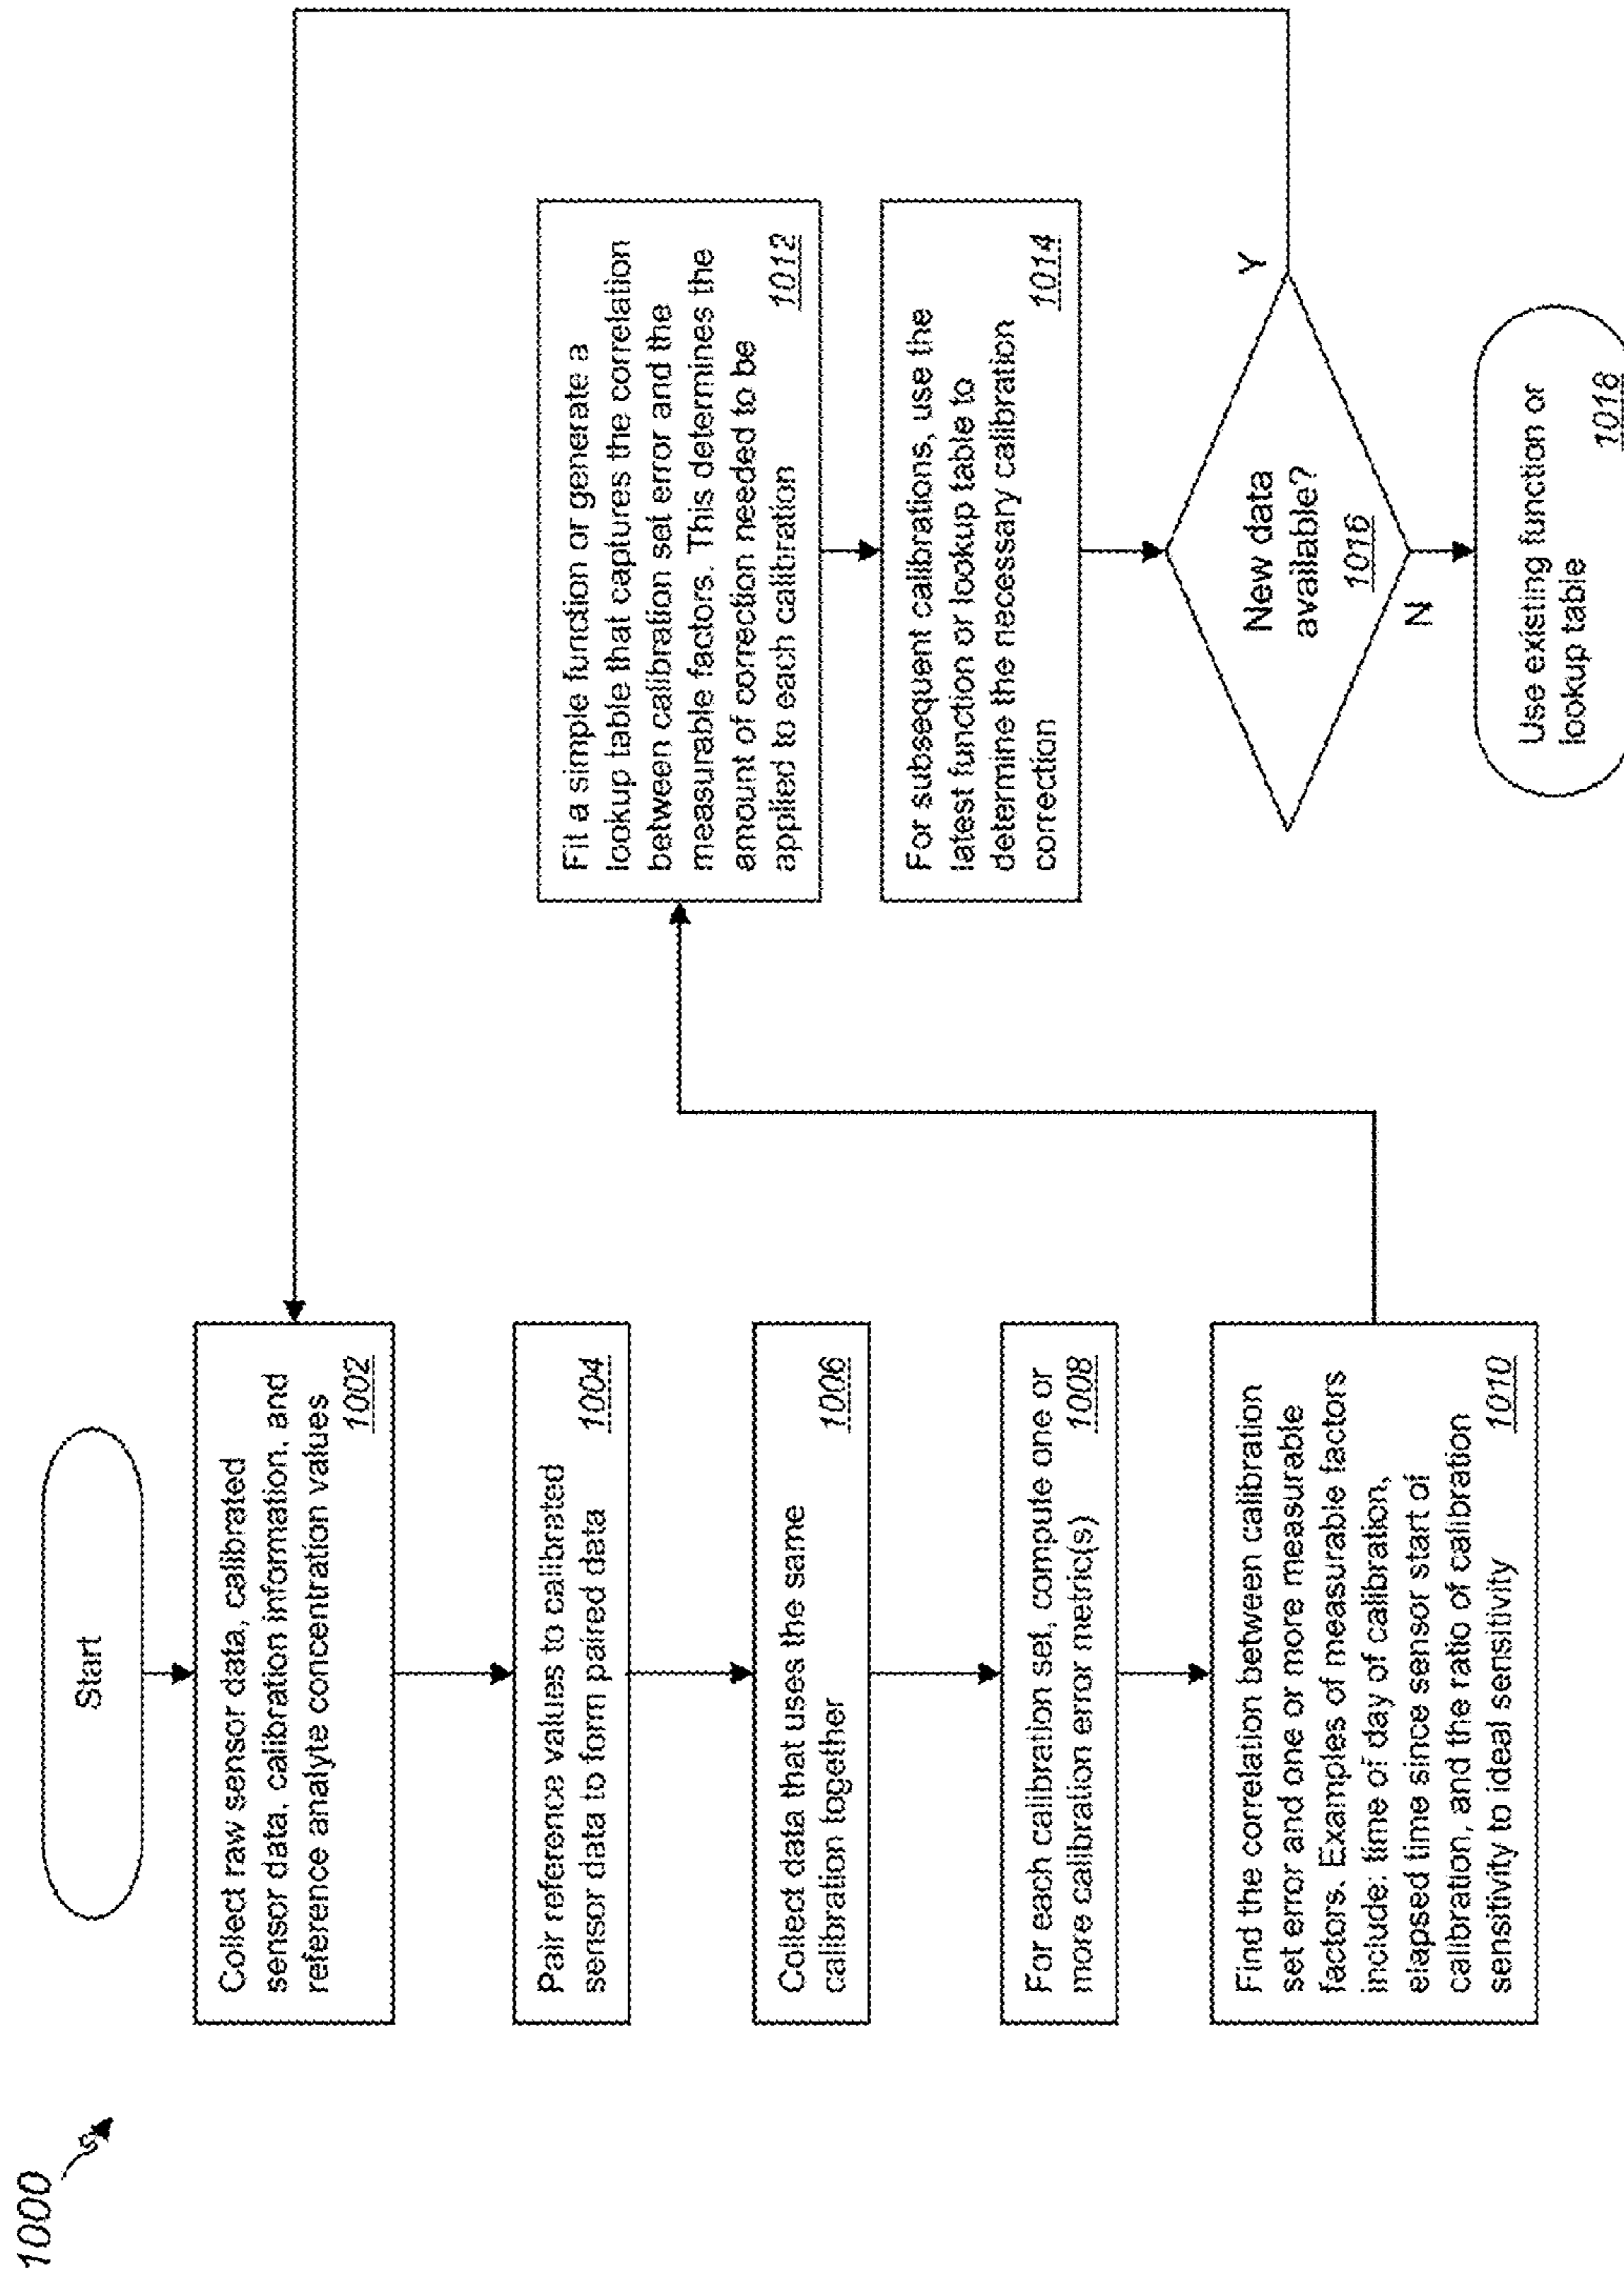 1000
Start
Collect raw sensor data, calibrated
sensor data, calibration information, and
reference analyte concentration values
1002
Pair reference values to calibrated
sensor data to form paired data
1004
Collect data that uses the same
calibration together
1006
For each calibration set, compute one or
more calibration error metric(s)
1008
Find the correlation between calibration
set error and one or more measurable
factors. Examples of measurable factors
include: time of day of calibration,
elapsed time since sensor start of
calibration, and the ratio of calibration
sensitivity to ideal sensitivity
1010
Fit a simple function or generate a
lookup table that captures the correlation
between calibration set error and the
measurable factors. This determines the
amount of correction needed to be
applied to each calibration
1012
For subsequent calibrations, use the
latest function or lookup table to
determine the necessary calibration
correction
1014
New data
available?
1016
Y
N
Use existing function or
lookup table
1018